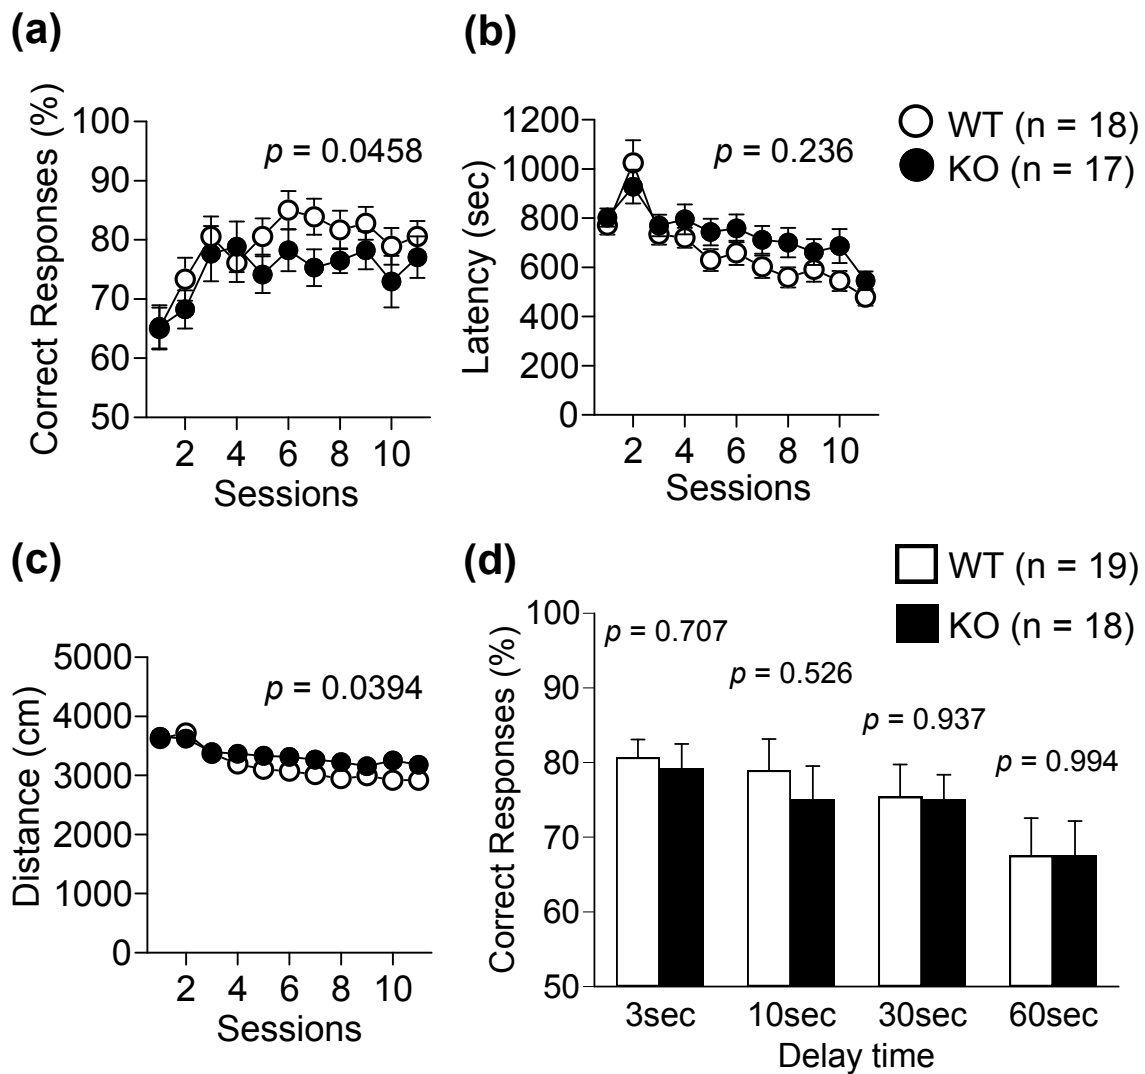 (a)
Correct Responses (%)
100
90
80
70
60
50
p = 0.0458
2 4 6 8 10
Sessions
(b)
Latency (sec)
1200
1000
800
600
400
200
0
p = 0.236
2 4 6 8 10
Sessions
WT (n = 18)
KO (n = 17)
(c)
Distance (cm)
5000
4000
3000
2000
1000
0
p = 0.0394
2 4 6 8 10
Sessions
(d)
WT (n = 19)
KO (n = 18)
Correct Responses (%)
100
90
80
70
60
50
p = 0.707
p = 0.526
p = 0.937
p = 0.994
3sec 10sec 30sec 60sec
Delay time